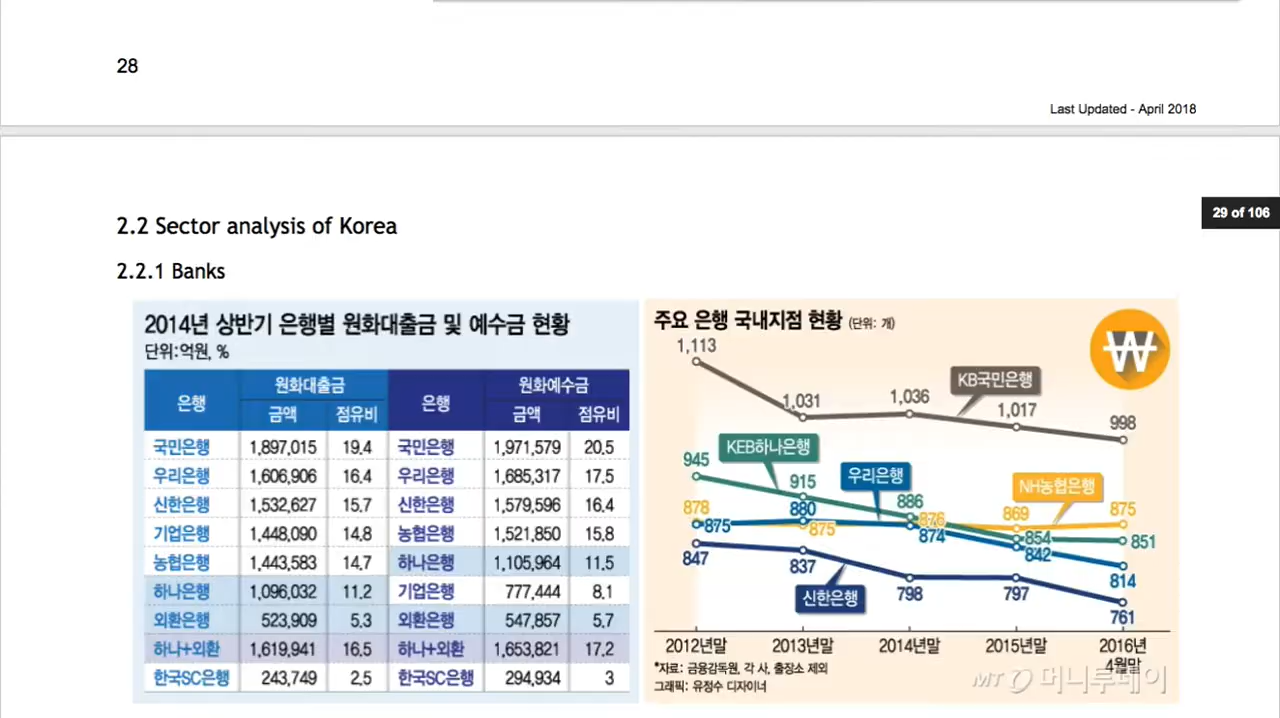 28
Last Updated - April 2018
29 of 106
2.2 Sector analysis of Korea
2.2.1 Banks
2014년 상반기 은행별 원화대출금 및 예수금 현황
단위:억원, %
은행 원화대출금 은행 원화예수금
금액 점유비 금액 점유비
국민은행 1,897,015 19.4 국민은행 1,971,579 20.5
우리은행 1,606,906 16.4 우리은행 1,685,317 17.5
신한은행 1,532,627 15.7 신한은행 1,579,596 16.4
기업은행 1,448,090 14.8 농협은행 1,521,850 15.8
농협은행 1,443,583 14.7 하나은행 1,105,964 11.5
하나은행 1,096,032 11.2 기업은행 777,444 8.1
외환은행 523,909 5.3 외환은행 547,857 5.7
하나+외환 1,619,941 16.5 하나+외환 1,653,821 17.2
한국SC은행 243,749 2.5 한국SC은행 294,934 3
주요 은행 국내지점 현황 (단위: 개)
₩
KB국민은행
1,113 1,031 1,036 1,017 998
KEB하나은행
945 915 886 854 851
우리은행
875 880 874 842 814
NH농협은행
878 875 876 869 875
신한은행
847 837 798 797 761
2012년말 2013년말 2014년말 2015년말 2016년 4월말
*자료: 금융감독원, 각 사, 출장소 제외
그래픽: 유정수 디자이너
MT 머니투데이